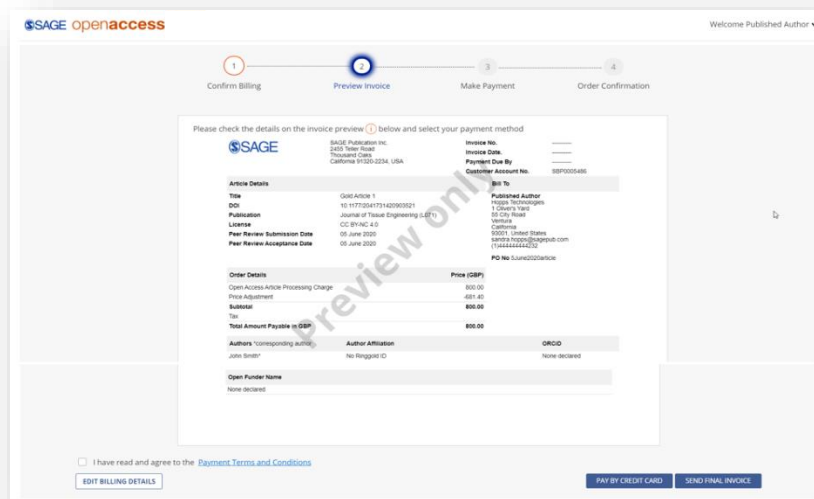 SAGE openaccess
Welcome Published Author
1
2
3
4
Confirm Billing
Preview Invoice
Make Payment
Order Confirmation
Please check the details on the invoice preview i below and select your payment method
SAGE
SAGE Publication Inc.
2455 Teller Road
Thousand Oaks
California 91320-2234, USA
Invoice No. ---------
Invoice Date. ---------
Payment Due By ---------
Customer Account No. SBP0005486
Article Details
Title Gold Article 1
DOI 10.1177/2041731420903521
Publication Journal of Tissue Engineering (L071)
License CC BY-NC 4.0
Peer Review Submission Date 05 June 2020
Peer Review Acceptance Date 05 June 2020
Bill To
Published Author
Hopps Technologies
1 Oliver's Yard
55 City Road
Ventura
California
93001, United States
sandra.hopps@sagepub.com
(1)444444444232
PO No 5June2020article
Order Details Price (GBP)
Open Access Article Processing Charge 800.00
Price Adjustment -681.40
Subtotal 800.00
Tax
Total Amount Payable in GBP 800.00
Authors *corresponding author Author Affiliation ORCID
John Smith* No Ringgold ID None declared
Open Funder Name
None declared
Preview only
I have read and agree to the Payment Terms and Conditions
EDIT BILLING DETAILS
PAY BY CREDIT CARD
SEND FINAL INVOICE